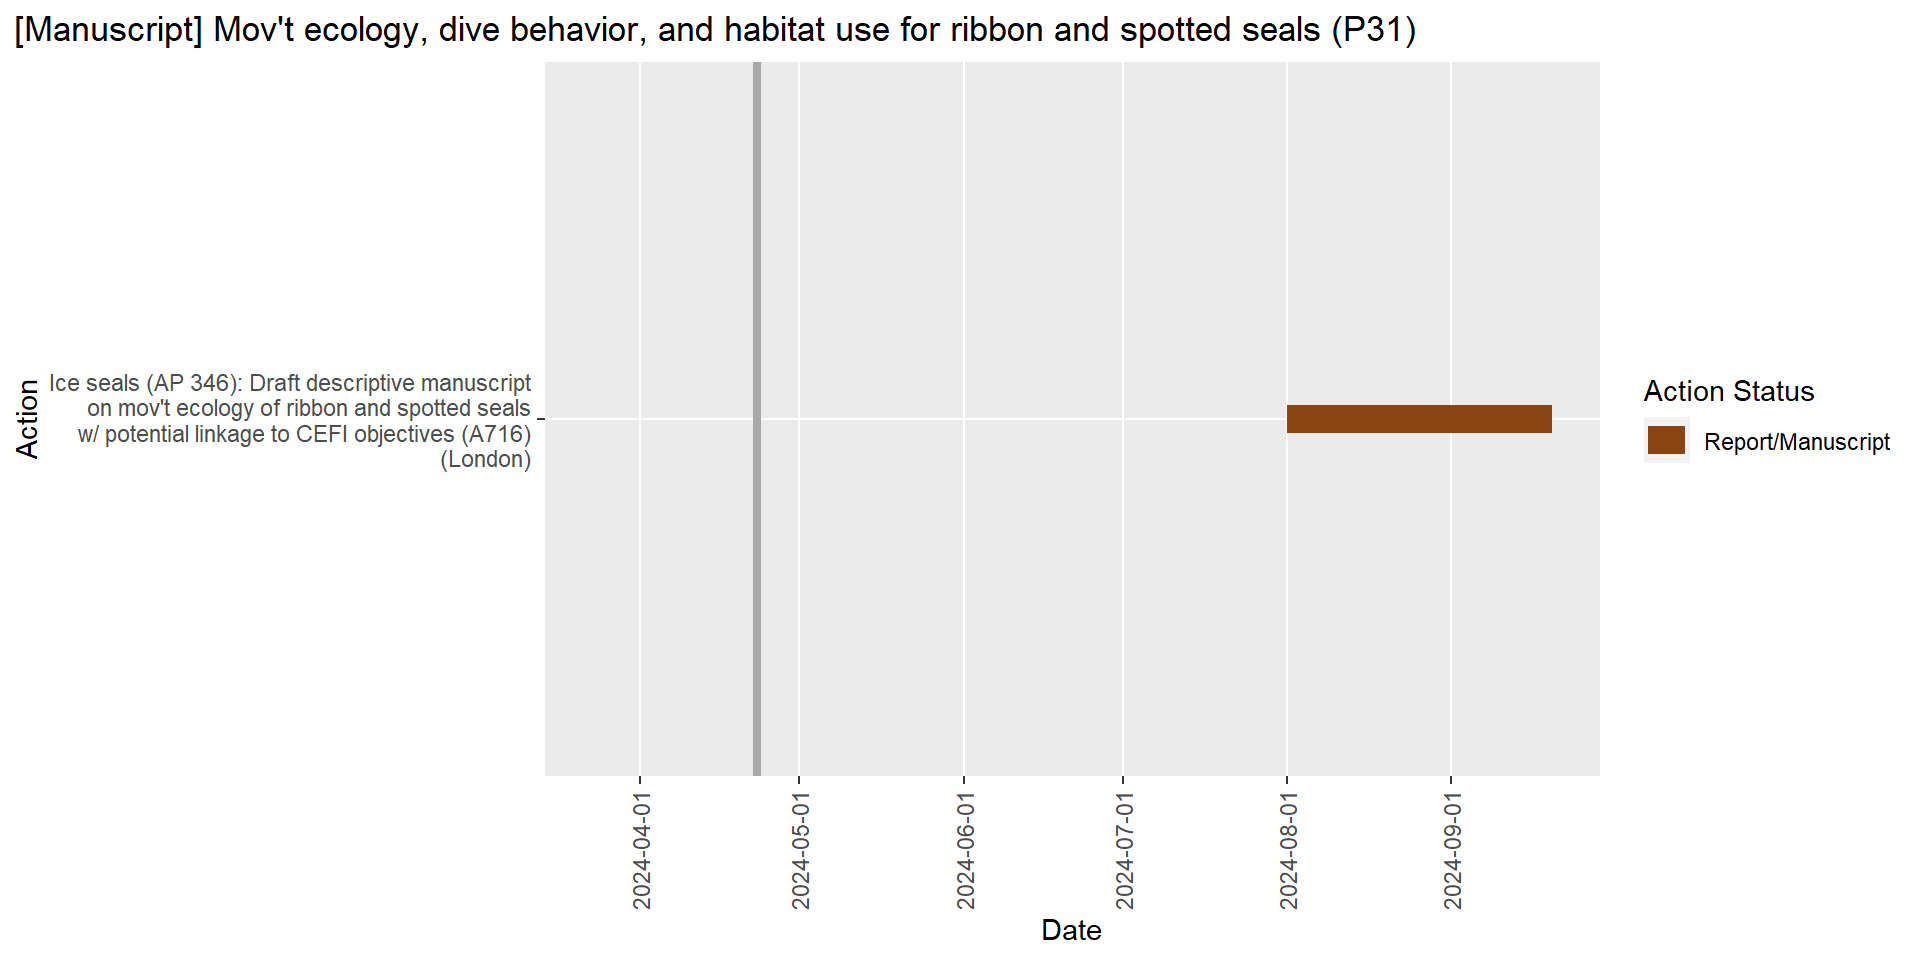 [Manuscript] Mov't ecology, dive behavior, and habitat use for ribbon and spotted seals (P31)
Action
Ice seals (AP 346): Draft descriptive manuscript
on mov't ecology of ribbon and spotted seals
w/ potential linkage to CEFI objectives (A716)
(London)
Action Status
Report/Manuscript
2024-04-01
2024-05-01
2024-06-01
2024-07-01
2024-08-01
2024-09-01
Date